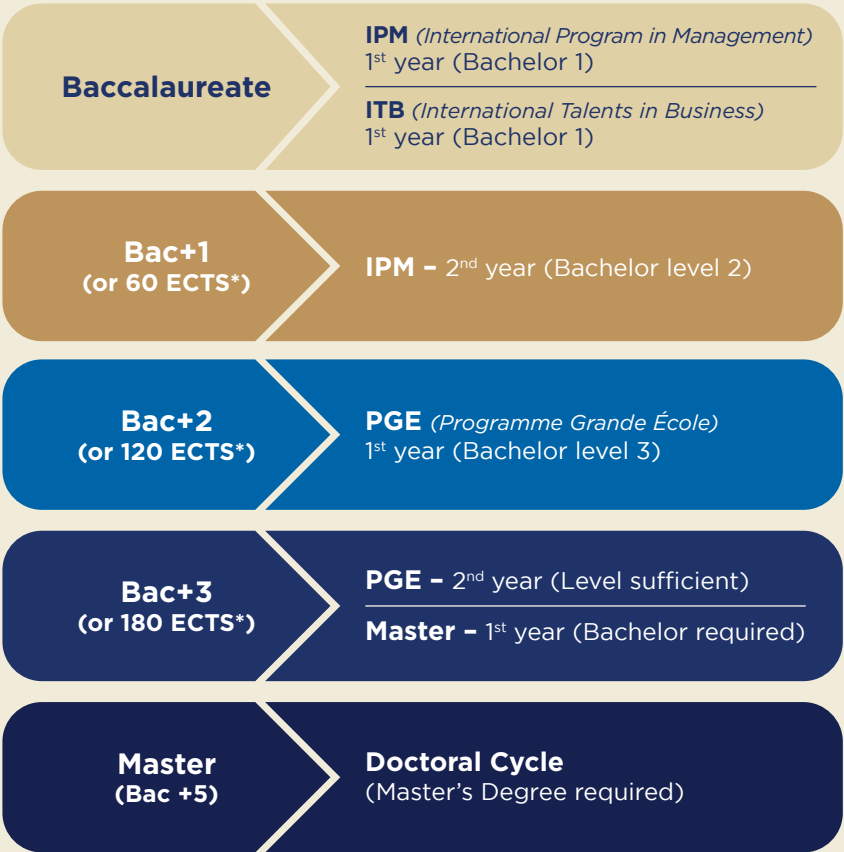 Baccalaureate
IPM (International Program in Management)
1st year (Bachelor 1)
ITB (International Talents in Business)
1st year (Bachelor 1)
Bac+1
(or 60 ECTS*)
IPM – 2nd year (Bachelor level 2)
Bac+2
(or 120 ECTS*)
PGE (Programme Grande École)
1st year (Bachelor level 3)
Bac+3
(or 180 ECTS*)
PGE – 2nd year (Level sufficient)
Master – 1st year (Bachelor required)
Master
(Bac +5)
Doctoral Cycle
(Master’s Degree required)